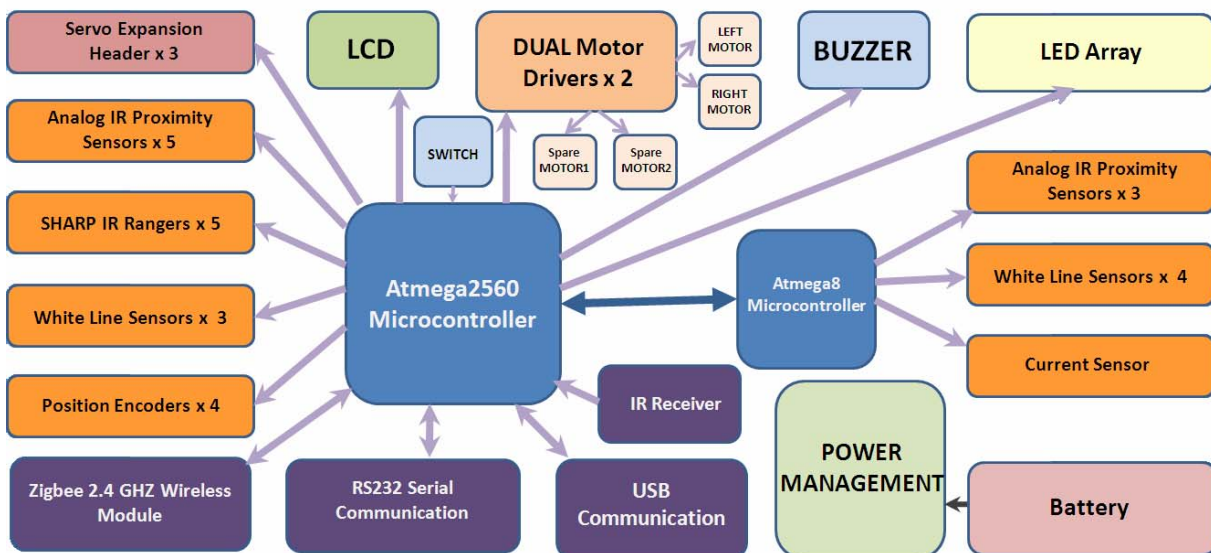 Servo Expansion
Header x 3
LCD
DUAL Motor
Drivers x 2
LEFT
MOTOR
RIGHT
MOTOR
BUZZER
LED Array
Analog IR Proximity
Sensors x 5
SWITCH
Spare
MOTOR1
Spare
MOTOR2
Analog IR Proximity
Sensors x 3
SHARP IR Rangers x 5
Atmega2560
Microcontroller
Atmega8
Microcontroller
White Line Sensors x 4
White Line Sensors x 3
Current Sensor
Position Encoders x 4
IR Receiver
Zigbee 2.4 GHZ Wireless
Module
RS232 Serial
Communication
USB
Communication
POWER
MANAGEMENT
Battery